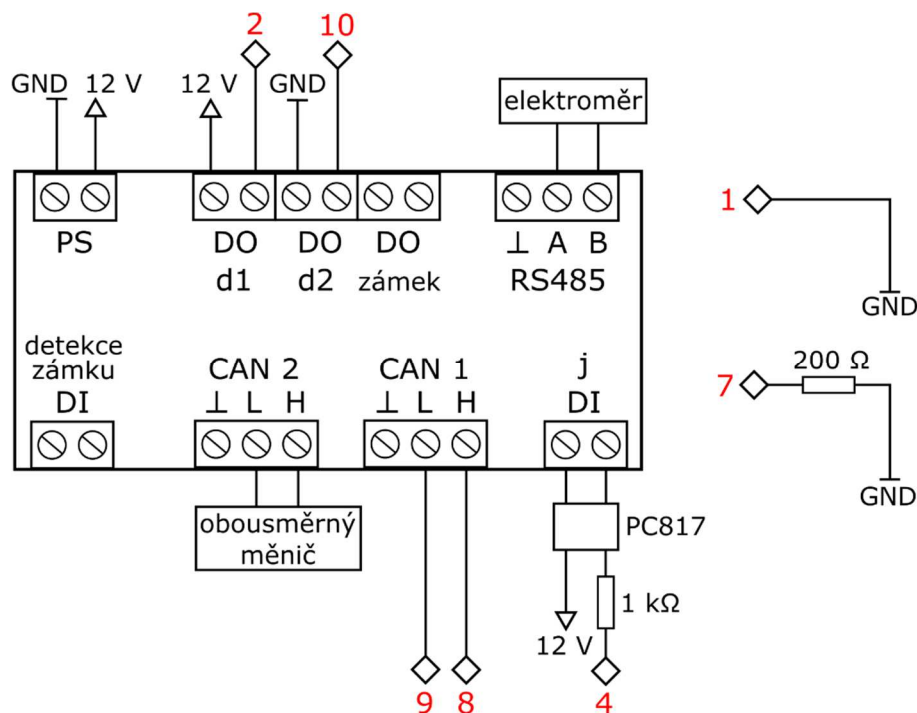 2 10
GND 12 V 12 V GND
elektroměr
PS DO DO DO ⊥ A B
d1 d2 zámek RS485
1
GND
detekce
zámku
DI
CAN 2 CAN 1 j
⊥ L H ⊥ L H DI
200 Ω
7
GND
obousměrný
měnič
PC817
1 kΩ
12 V
9 8 4